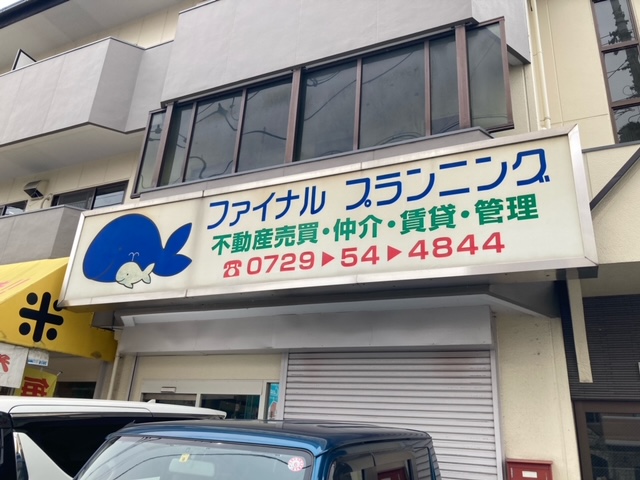 ファイナル プランニング
不動産売買・仲介・賃貸・管理
☎0729▶54▶4844
米